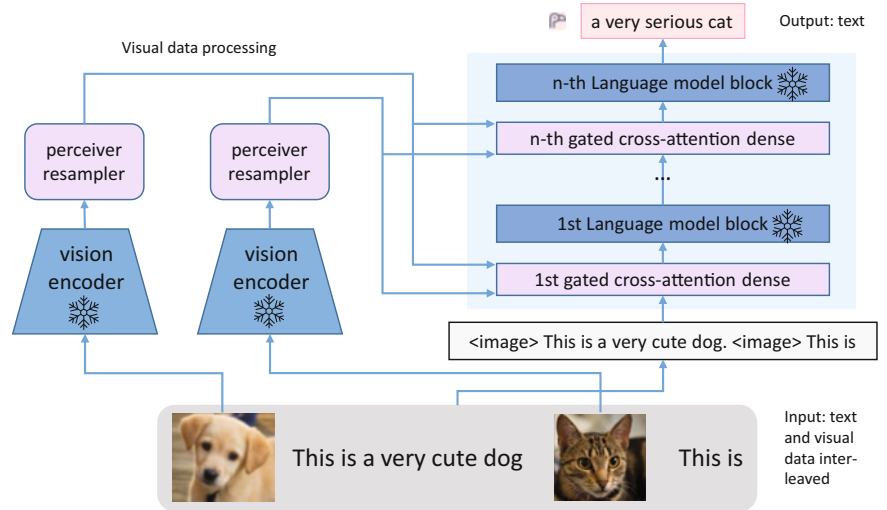 a very serious cat
Output: text
Visual data processing
n-th Language model block
perceiver
resampler
perceiver
resampler
n-th gated cross-attention dense
...
1st Language model block
vision
encoder
vision
encoder
1st gated cross-attention dense
<image> This is a very cute dog. <image> This is
This is a very cute dog
This is
Input: text
and visual
data inter-
leaved